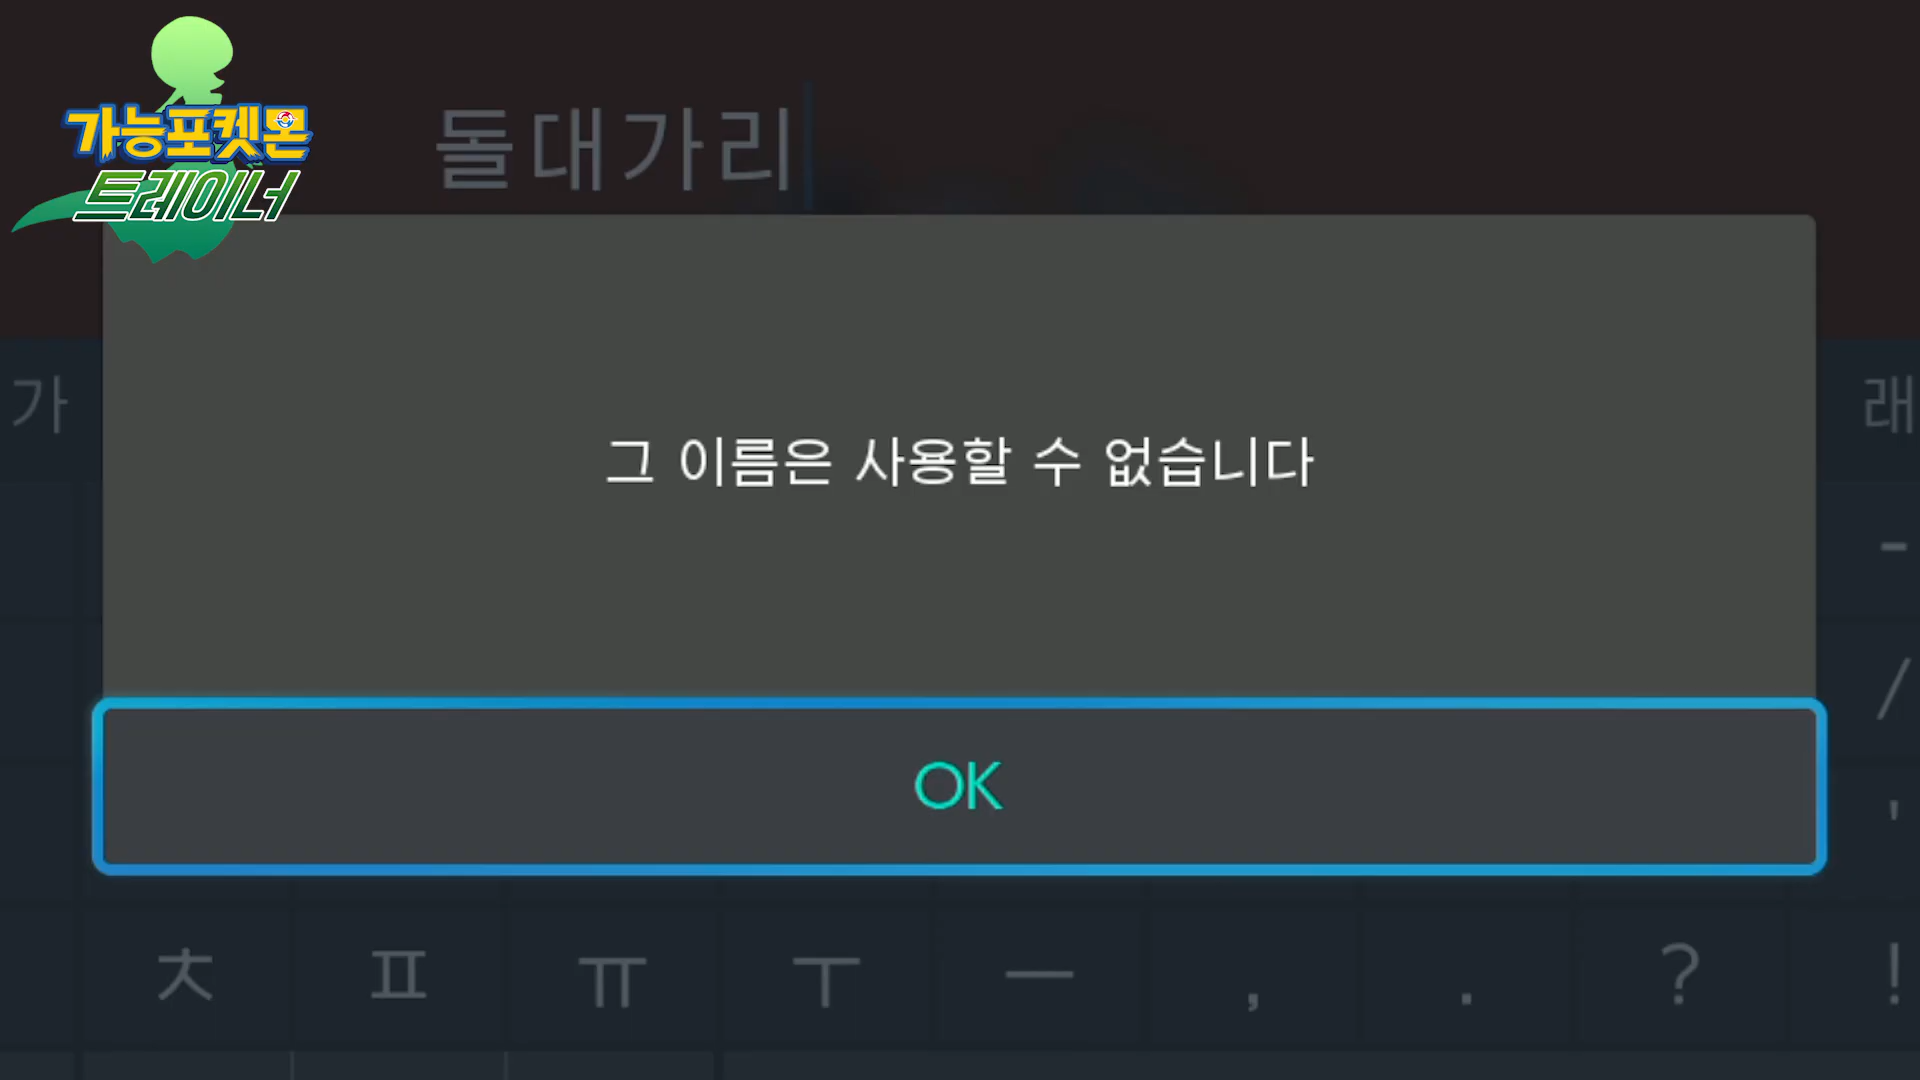 가능포켓몬
트레이너
돌대가리
가
래
그 이름은 사용할 수 없습니다
-
/
OK
'
ㅊ ㅍ ㅠ ㅜ ㅡ , . ? !